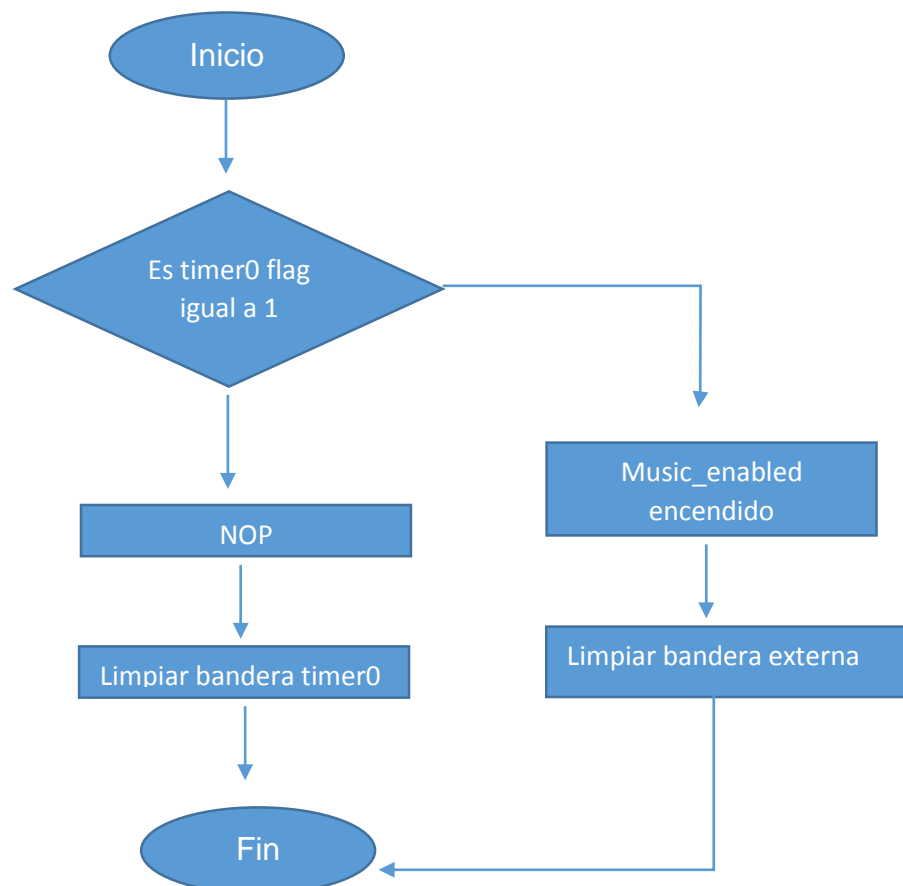 Inicio
Es timer0 flag
igual a 1
Music_enabled
encendido
NOP
Limpiar bandera externa
Limpiar bandera timer0
Fin